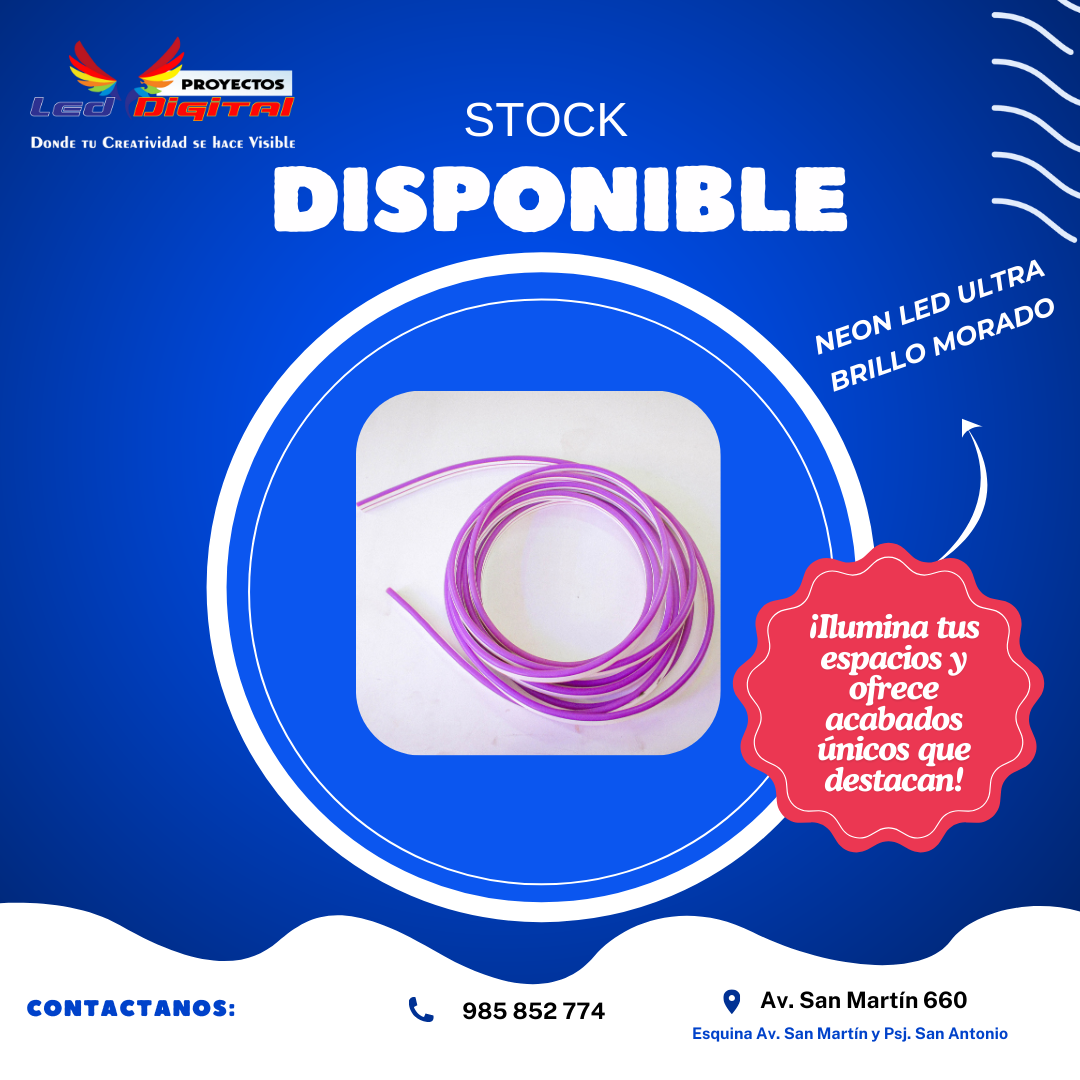 PROYECTOS
Led Digital
Donde tu Creatividad se hace Visible
STOCK
DISPONIBLE
NEON LED ULTRA
BRILLO MORADO
¡Ilumina tus
espacios y
ofrece
acabados
únicos que
destacan!
CONTACTANOS:
985 852 774
Av. San Martín 660
Esquina Av. San Martín y Psj. San Antonio